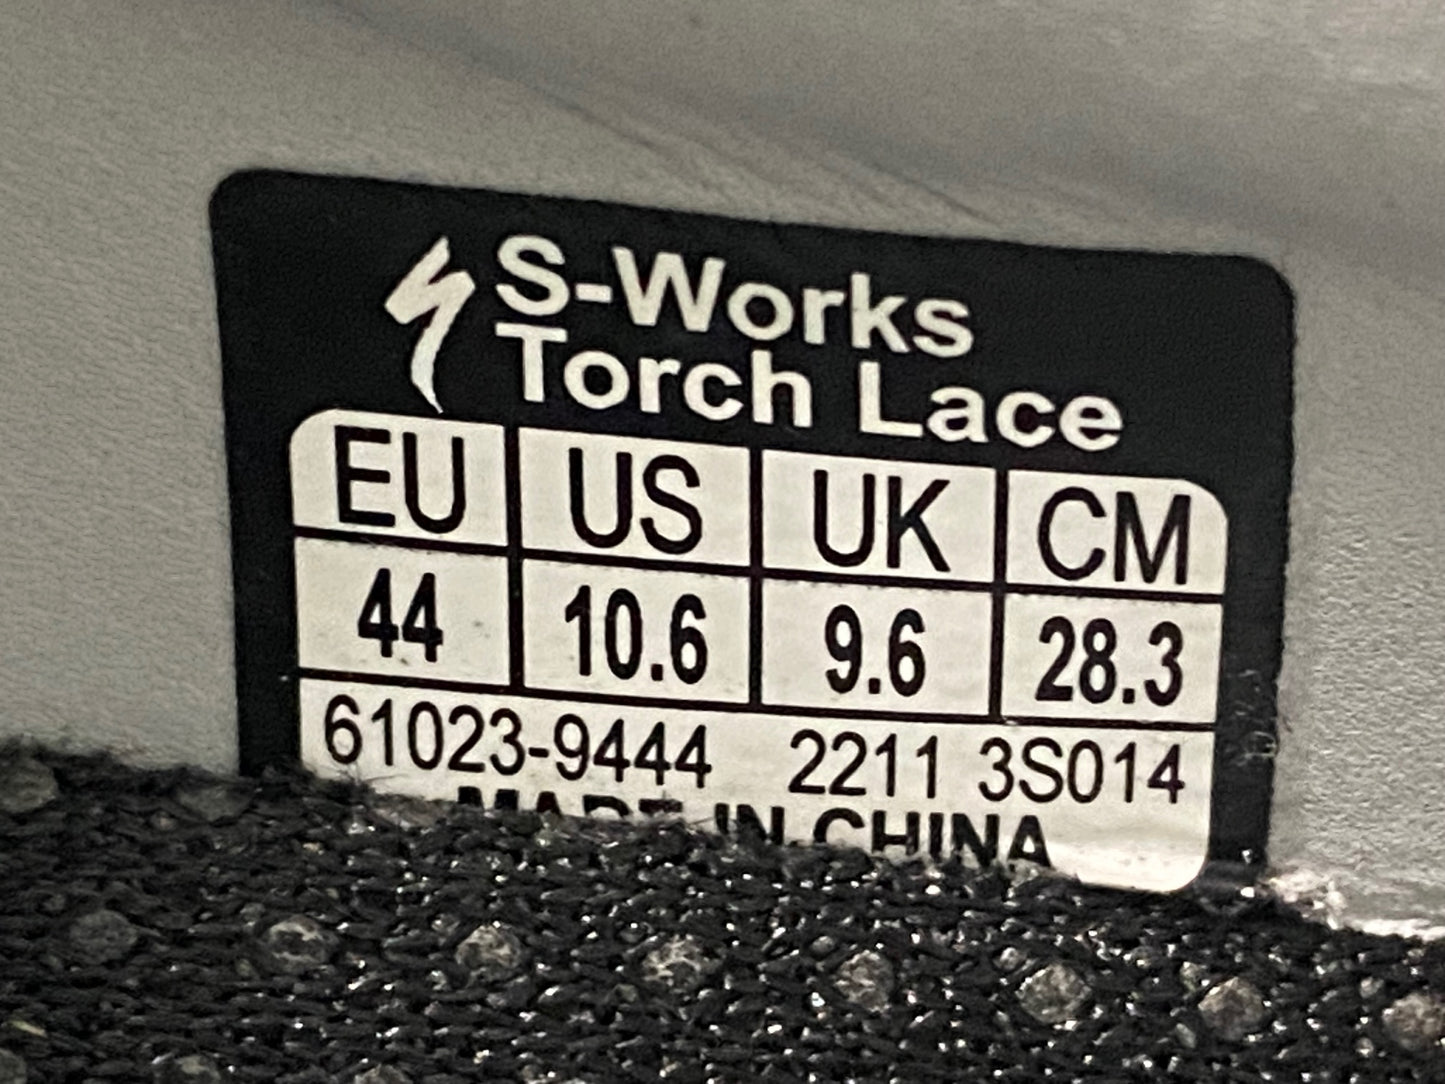 S-Works
Torch Lace
EU US UK CM
44 10.6 9.6 28.3
61023-9444 2211 3S014
MADE IN CHINA